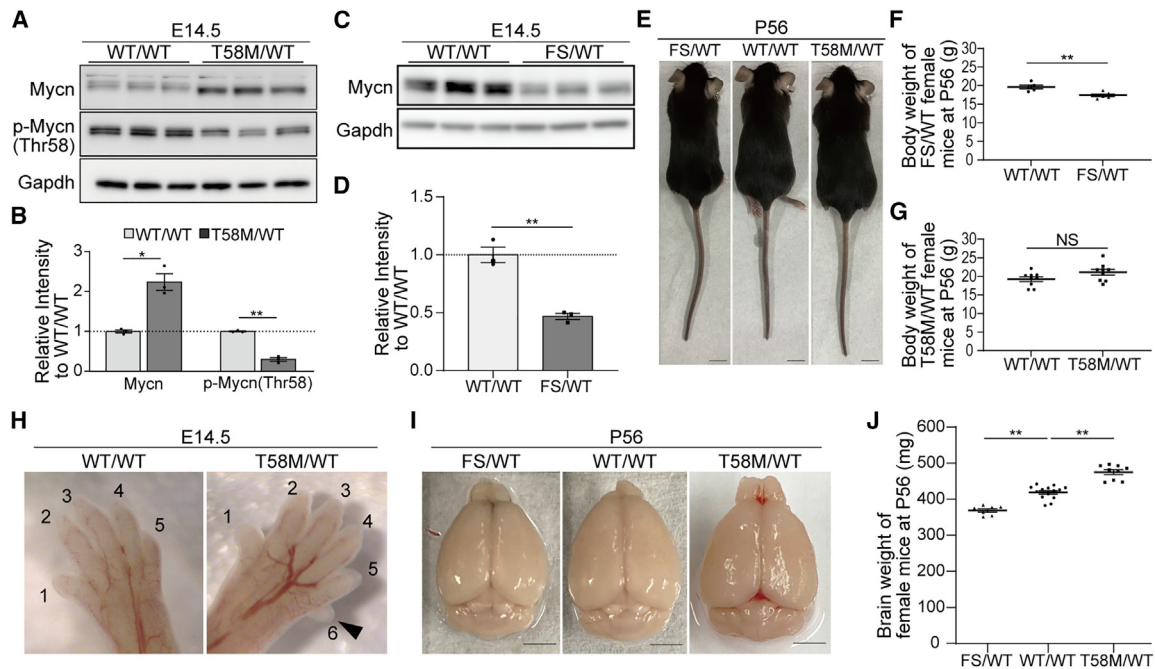 A
E14.5
WT/WT T58M/WT
Mycn
p-Mycn
(Thr58)
Gapdh
B
WT/WT T58M/WT
Relative Intensity
to WT/WT
3
2
1
0
*
**
Mycn p-Mycn(Thr58)
C
E14.5
WT/WT FS/WT
Mycn
Gapdh
D
Relative Intensity
to WT/WT
1.5
1.0
0.5
0.0
**
WT/WT FS/WT
E
P56
FS/WT WT/WT T58M/WT
F
Body weight of
FS/WT female
mice at P56 (g)
30
25
20
15
10
5
0
**
WT/WT FS/WT
G
Body weight of
T58M/WT female
mice at P56 (g)
30
25
20
15
10
5
0
NS
WT/WT T58M/WT
H
E14.5
WT/WT T58M/WT
1 2 3 4 5
1 2 3 4 5 6
I
P56
FS/WT WT/WT T58M/WT
J
Brain weight of
female mice at P56 (mg)
600
500
400
300
200
100
0
** **
FS/WT WT/WT T58M/WT